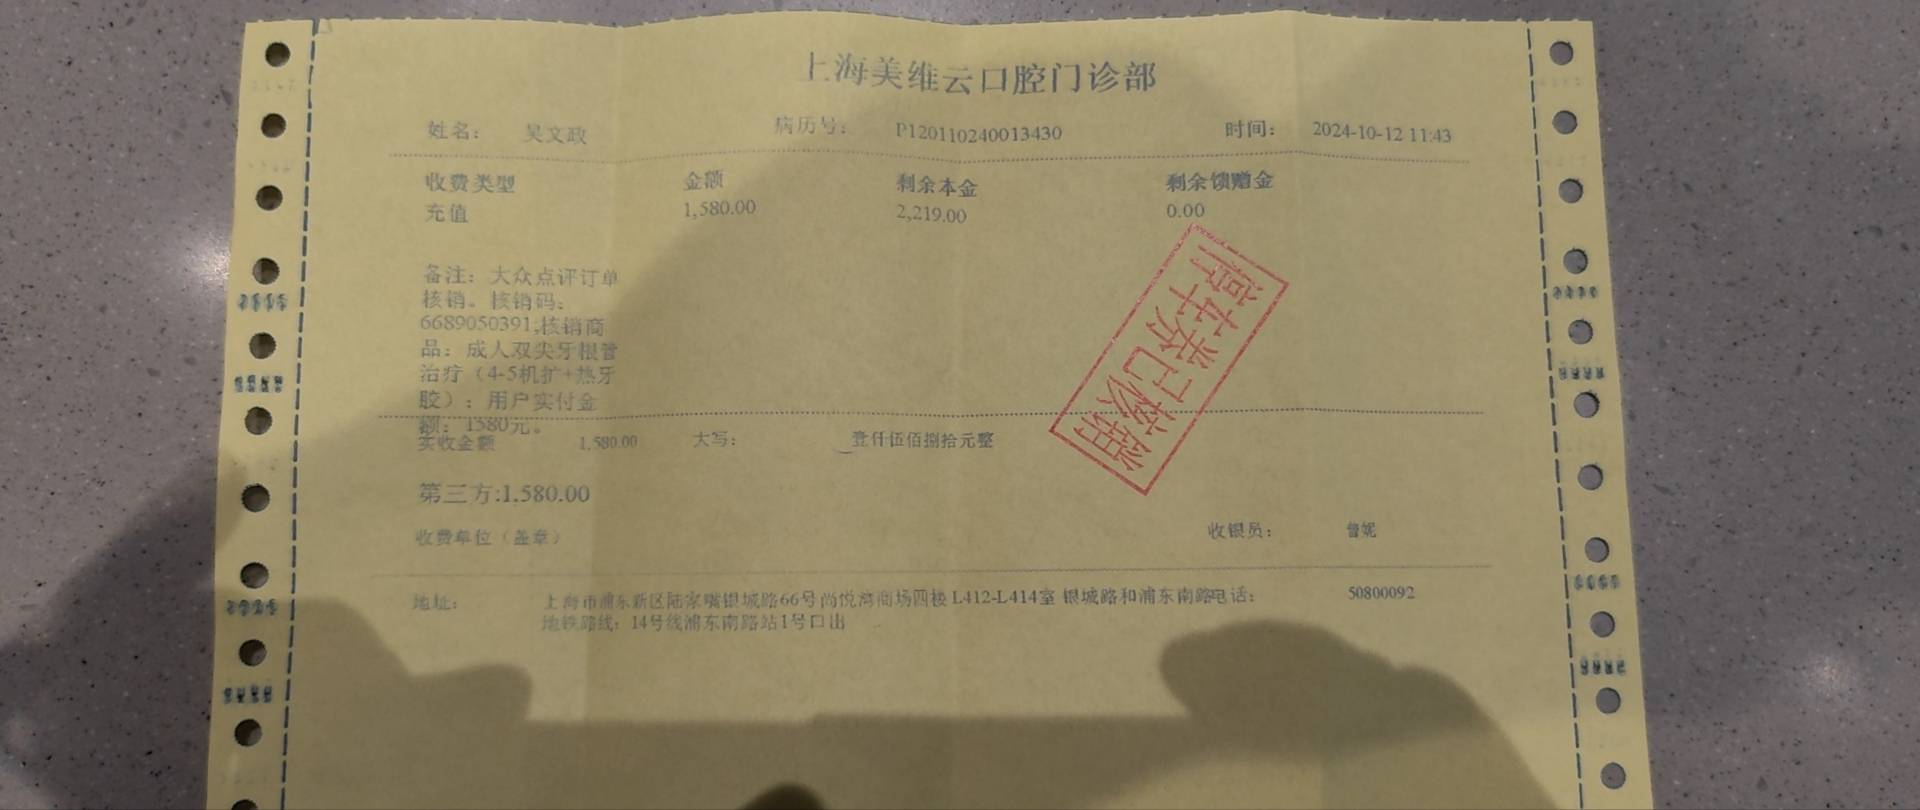 上海美维云口腔门诊部
姓名： 吴文政 病历号： P120110240013430 时间： 2024-10-12 11:43
收费类型 金额 剩余本金 剩余馈赠金
充值 1,580.00 2,219.00 0.00
备注：大众点评订单
核销。核销码：
6689050391,核销商
品：成人双尖牙根管
治疗（4-5机扩+热牙
胶）：用户实付金
额：1580元。
实收金额 1,580.00 大写： 壹仟伍佰捌拾元整
第三方:1,580.00
收费单位（盖章） 收银员： 曾妮
地址： 上海市浦东新区陆家嘴银城路66号尚悦湾商场四楼 L412-L414室 银城路和浦东南路电话： 50800092
地铁路线：14号线浦东南路站1号口出
已核销